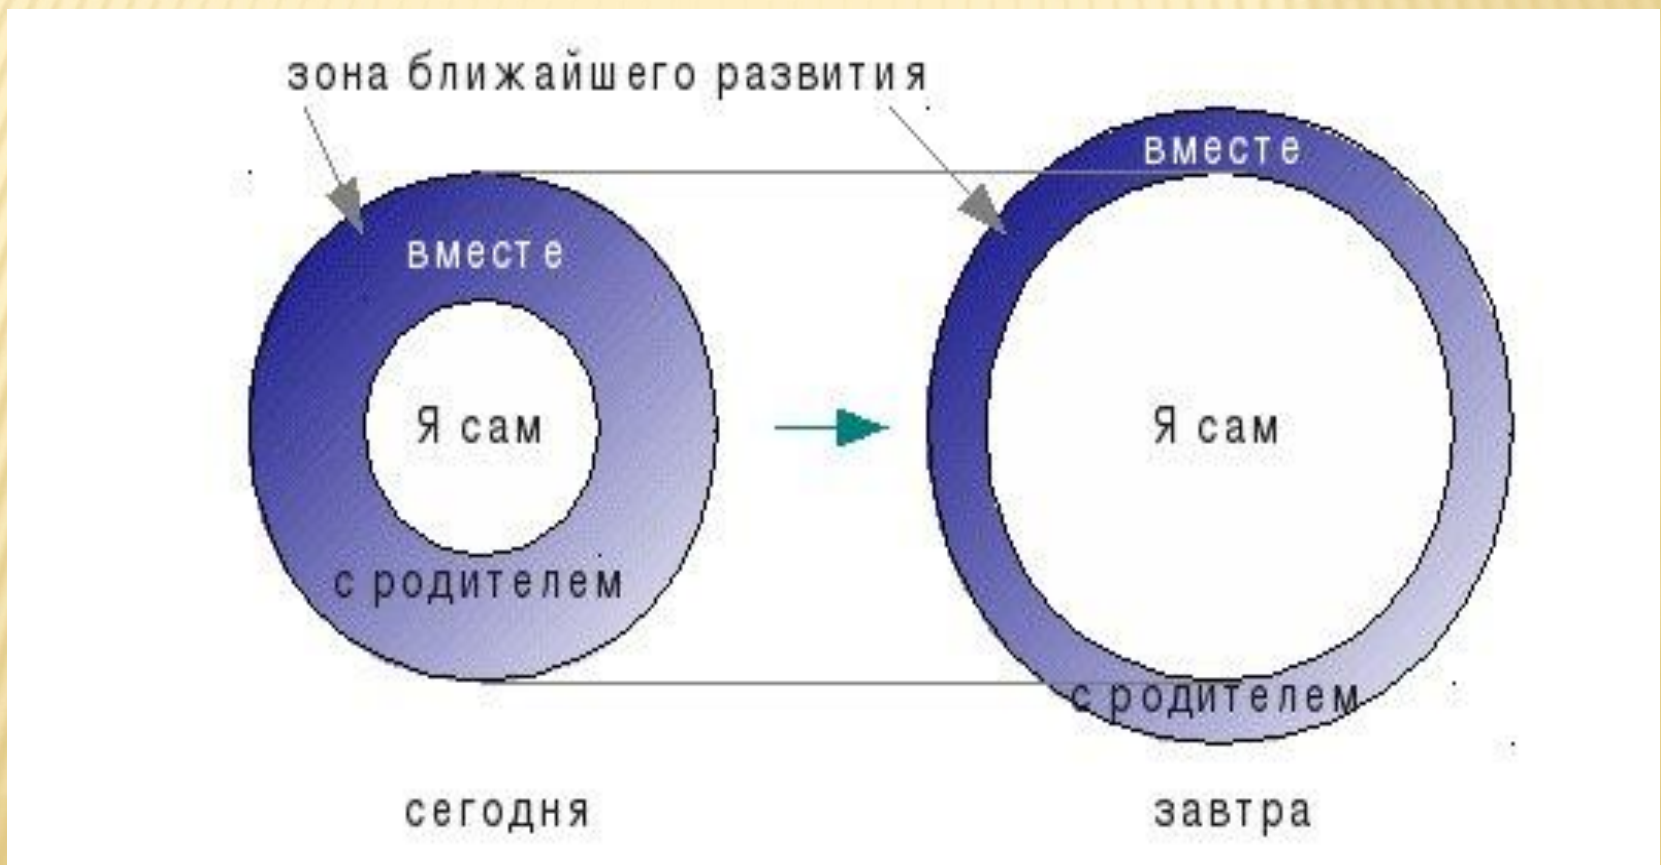 зона ближайшего развития
вместе
Я сам
с родителем
сегодня
вместе
Я сам
с родителем
завтра